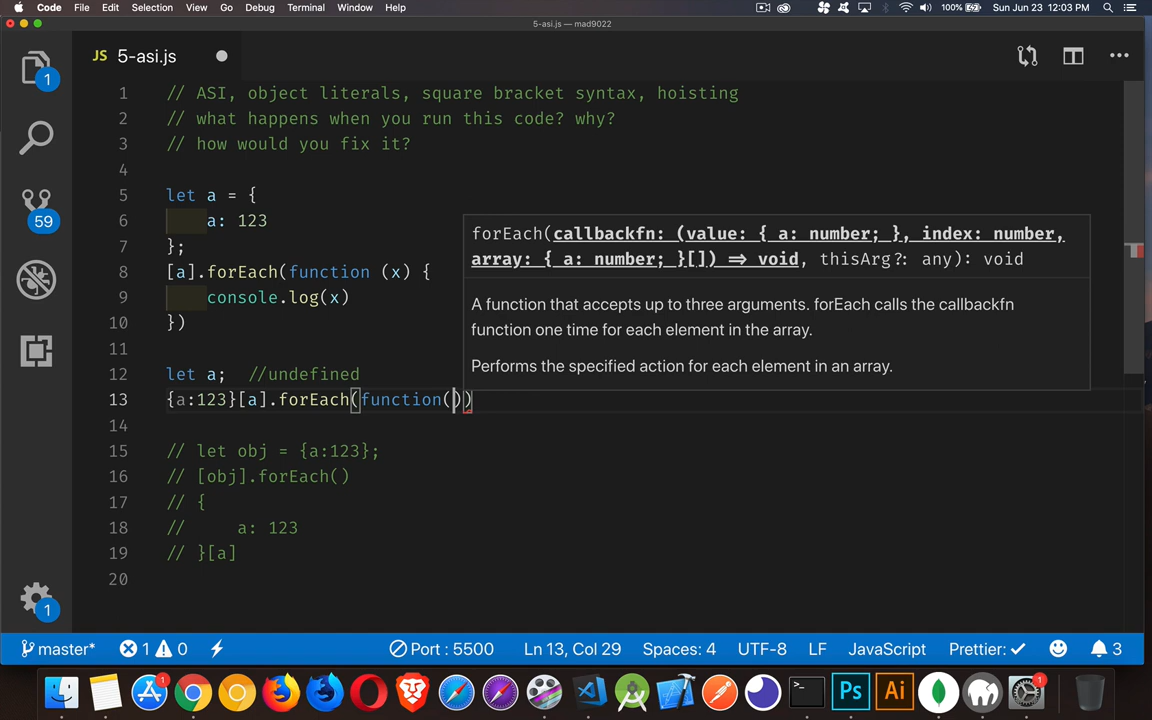 Code File Edit Selection View Go Debug Terminal Window Help 100% Sun Jun 23 12:03 PM
5-asi.js — mad9022
JS 5-asi.js
1 // ASI, object literals, square bracket syntax, hoisting
2 // what happens when you run this code? why?
3 // how would you fix it?
4
5 let a = {
6 a: 123
7 };
8 [a].forEach(function (x) {
9 console.log(x)
10 })
11
12 let a;  //undefined
13 {a:123}[a].forEach(function())
14
15 // let obj = {a:123};
16 // [obj].forEach()
17 // {
18 //     a: 123
19 // }[a]
20
forEach(callbackfn: (value: { a: number; }, index: number,
array: { a: number; }[]) => void, thisArg?: any): void
A function that accepts up to three arguments. forEach calls the callbackfn
function one time for each element in the array.
Performs the specified action for each element in an array.
1
59
1
master* 1 0 Port : 5500 Ln 13, Col 29 Spaces: 4 UTF-8 LF JavaScript Prettier: ✓ 3
1 >_ Ps Ai 1